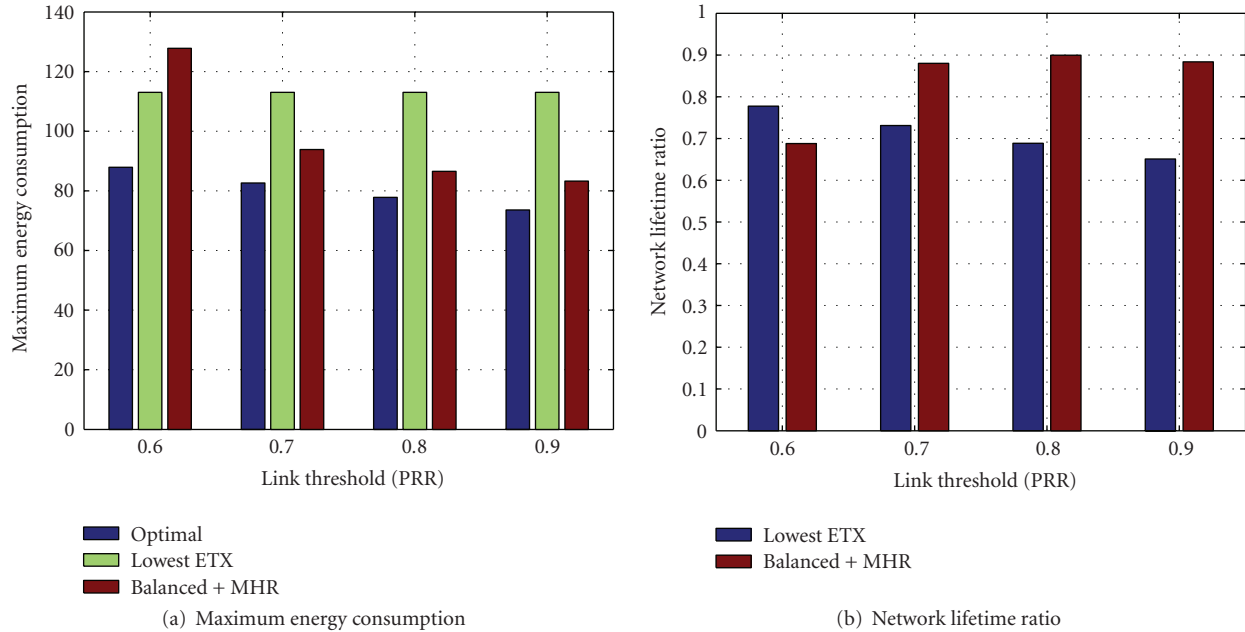 140
120
100
80
60
40
20
0
Maximum energy consumption
0.6 0.7 0.8 0.9
Link threshold (PRR)
Optimal
Lowest ETX
Balanced + MHR
(a) Maximum energy consumption
1
0.9
0.8
0.7
0.6
0.5
0.4
0.3
0.2
0.1
0
Network lifetime ratio
0.6 0.7 0.8 0.9
Link threshold (PRR)
Lowest ETX
Balanced + MHR
(b) Network lifetime ratio